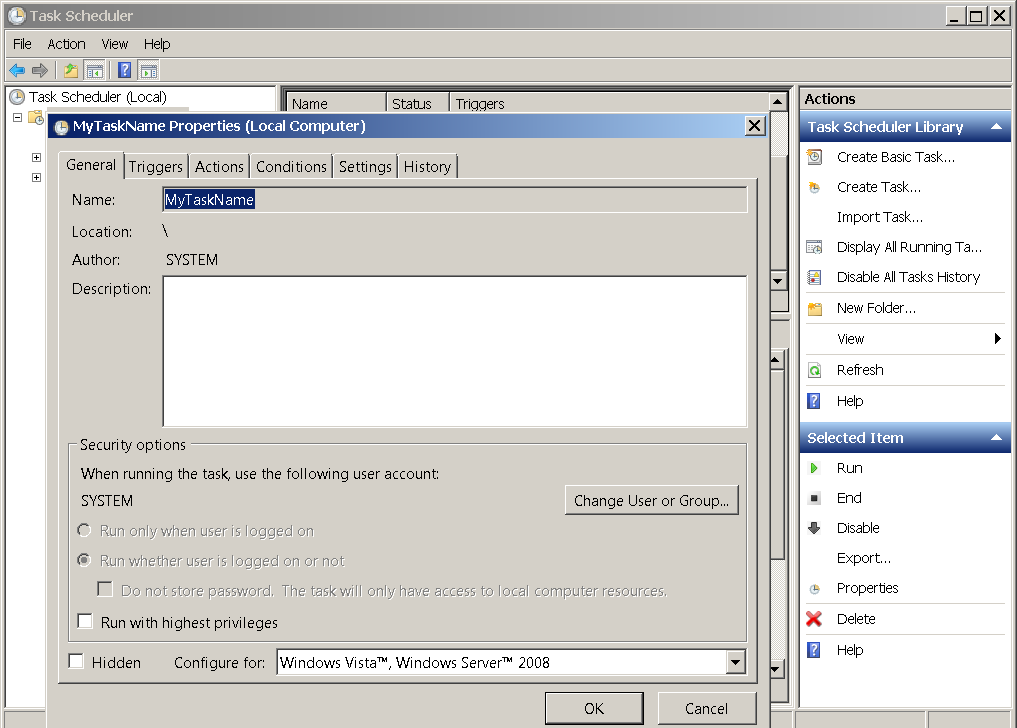 Task Scheduler
File Action View Help
Task Scheduler (Local)
Name Status Triggers
MyTaskName Properties (Local Computer)
General Triggers Actions Conditions Settings History
Name: MyTaskName
Location: \
Author: SYSTEM
Description:
Security options
When running the task, use the following user account:
SYSTEM
Change User or Group...
Run only when user is logged on
Run whether user is logged on or not
Do not store password. The task will only have access to local computer resources.
Run with highest privileges
Hidden Configure for: Windows Vista™, Windows Server™ 2008
OK Cancel
Actions
Task Scheduler Library
Create Basic Task...
Create Task...
Import Task...
Display All Running Ta...
Disable All Tasks History
New Folder...
View
Refresh
Help
Selected Item
Run
End
Disable
Export...
Properties
Delete
Help